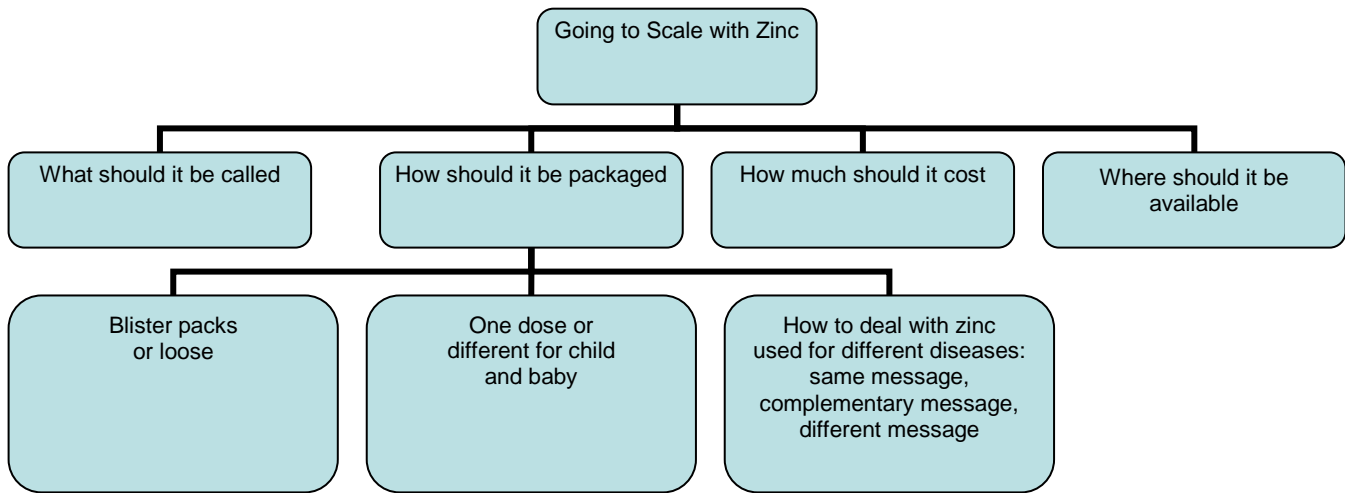 Going to Scale with Zinc
What should it be called
How should it be packaged
How much should it cost
Where should it be
available
Blister packs
or loose
One dose or
different for child
and baby
How to deal with zinc
used for different diseases:
same message,
complementary message,
different message